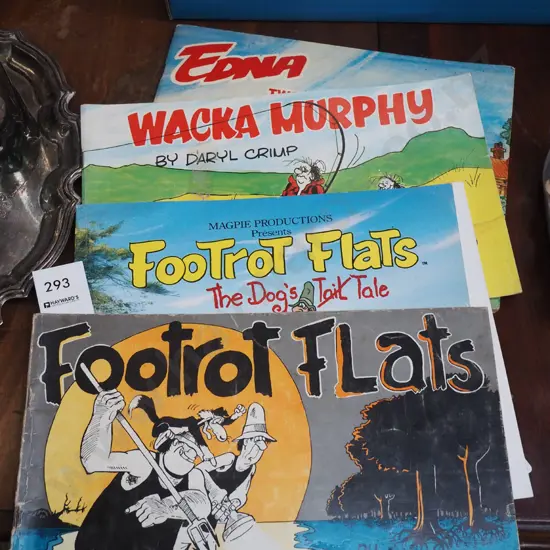 EDNA
WACKA MURPHY
BY DARYL CRIMP
MAGPIE PRODUCTIONS
Presents
FOOTROT FLATS
The Dog's Tail Tale
293
HAYWARD'S
FOOTROT FLATS